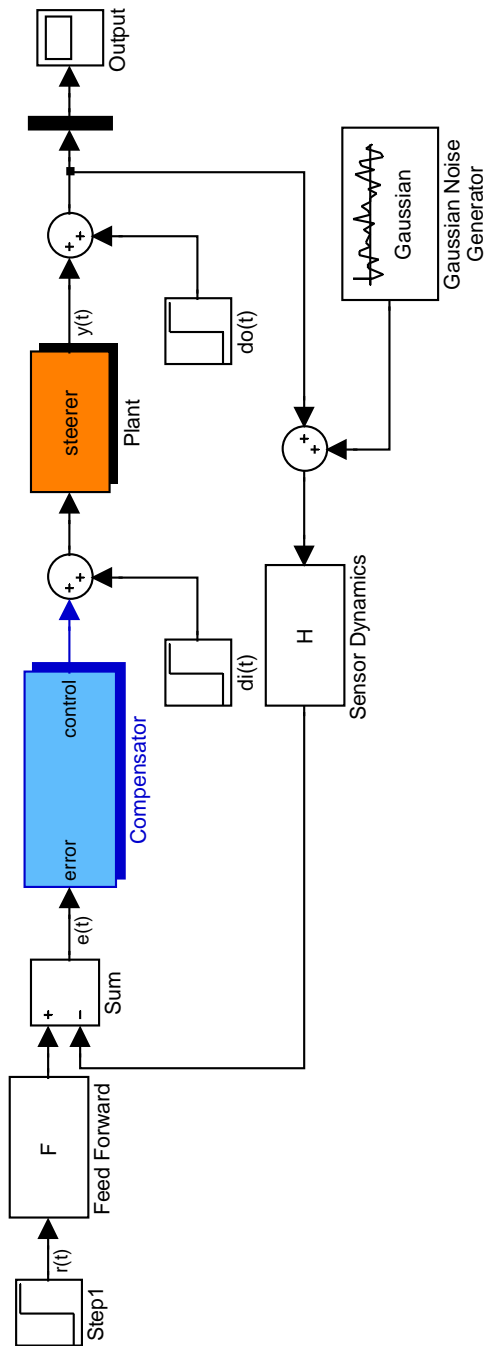 r(t)
Step1
F
Feed Forward
+
-
Sum
e(t)
error
control
Compensator
+
+
di(t)
steerer
Plant
y(t)
+
+
do(t)
Output
H
Sensor Dynamics
+
+
Gaussian
Gaussian Noise
Generator